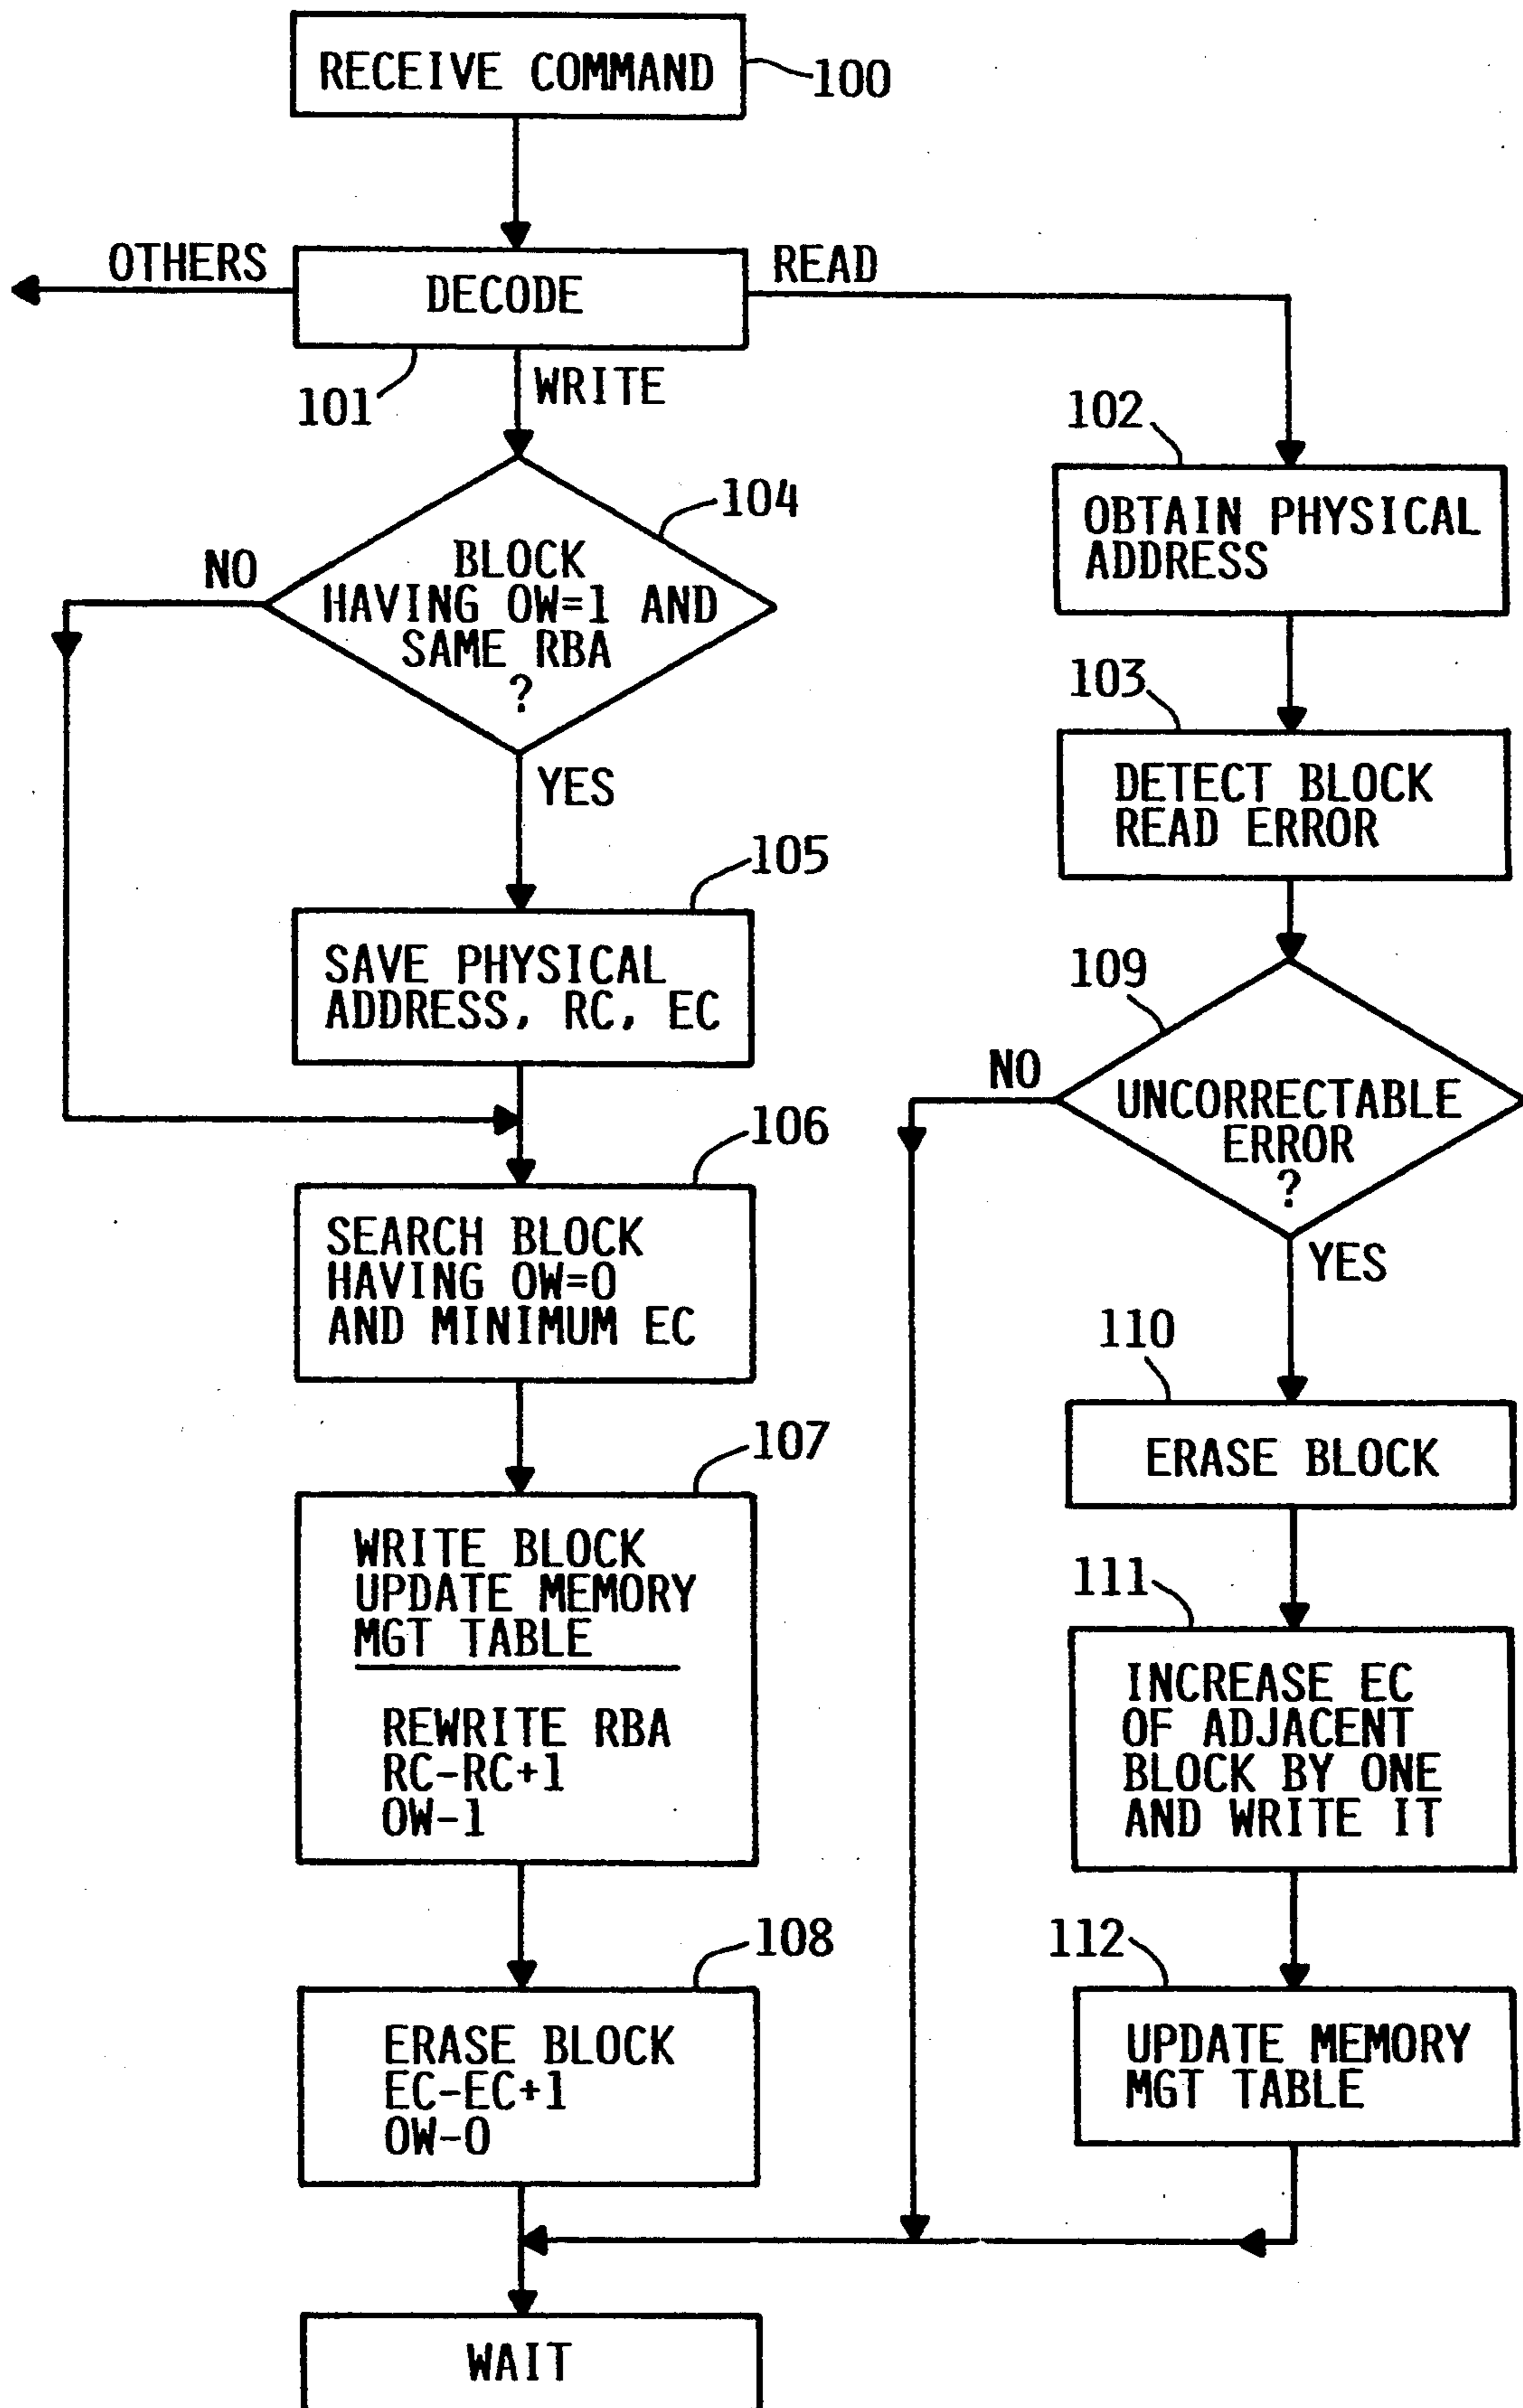 RECEIVE COMMAND
100
OTHERS
DECODE
READ
101
WRITE
102
OBTAIN PHYSICAL
ADDRESS
104
NO
BLOCK
HAVING OW=1 AND
SAME RBA
?
YES
103
DETECT BLOCK
READ ERROR
105
SAVE PHYSICAL
ADDRESS, RC, EC
109
NO
UNCORRECTABLE
ERROR
?
YES
106
SEARCH BLOCK
HAVING OW=0
AND MINIMUM EC
110
ERASE BLOCK
107
WRITE BLOCK
UPDATE MEMORY
MGT TABLE
REWRITE RBA
RC-RC+1
OW-1
111
INCREASE EC
OF ADJACENT
BLOCK BY ONE
AND WRITE IT
108
ERASE BLOCK
EC-EC+1
OW-0
112
UPDATE MEMORY
MGT TABLE
WAIT